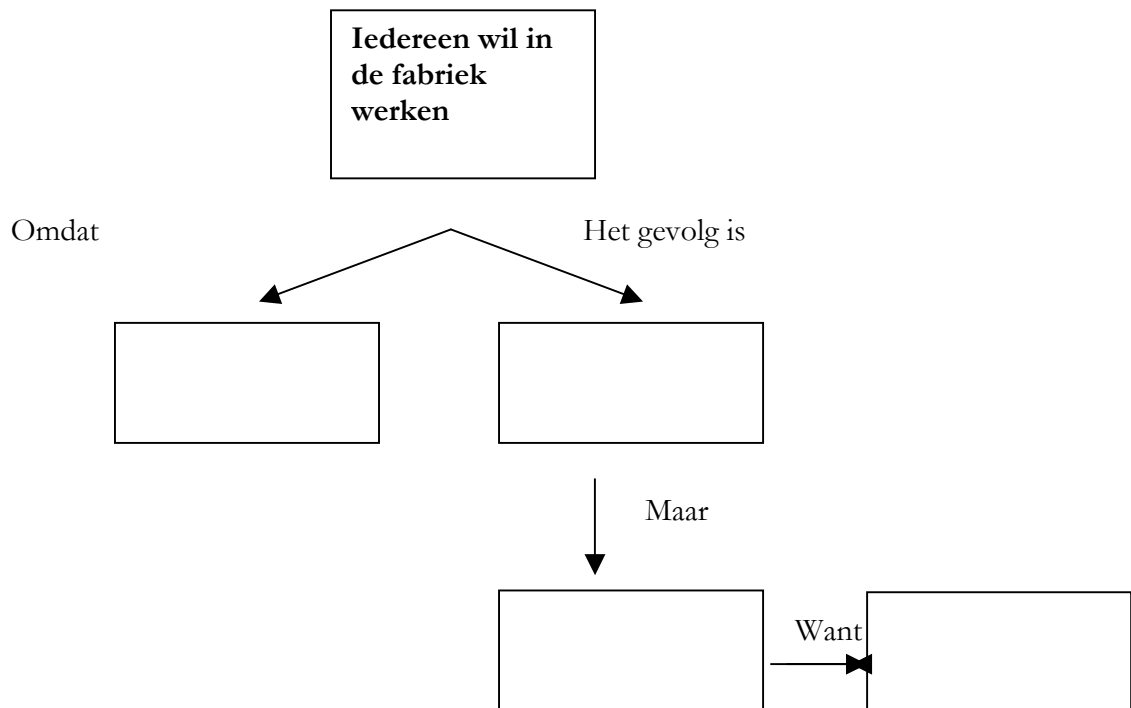 Iedereen wil in
de fabriek
werken
Omdat
Het gevolg is
Maar
Want